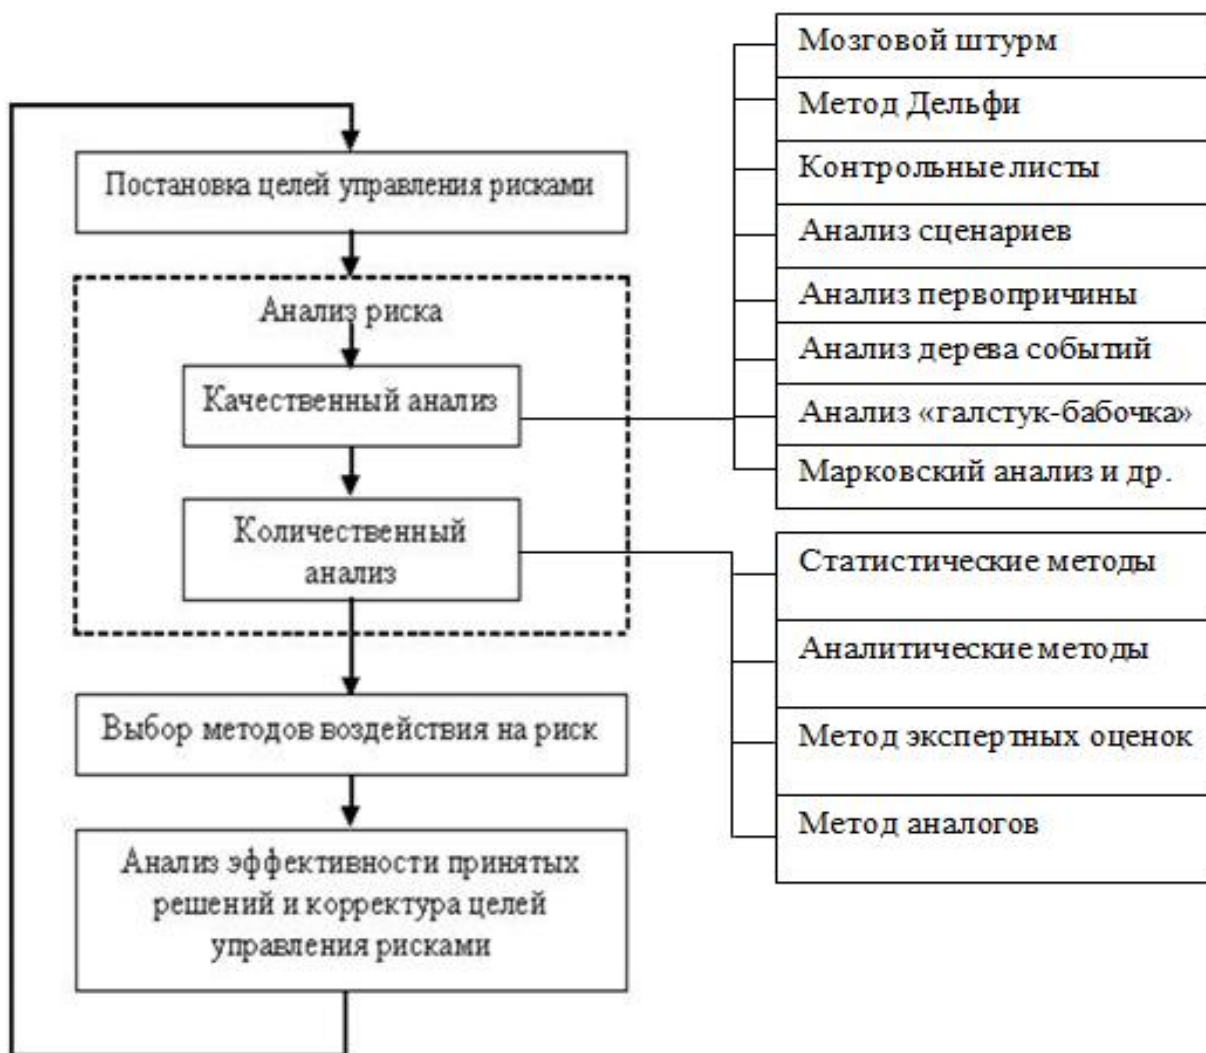 Постановка целей управления рисками
Анализ риска
Качественный анализ
Количественный
анализ
Выбор методов воздействия на риск
Анализ эффективности принятых
решений и корректура целей
управления рисками
Мозговой штурм
Метод Дельфи
Контрольные листы
Анализ сценариев
Анализ первопричины
Анализ дерева событий
Анализ «галстук-бабочка»
Марковский анализ и др.
Статистические методы
Аналитические методы
Метод экспертных оценок
Метод аналогов